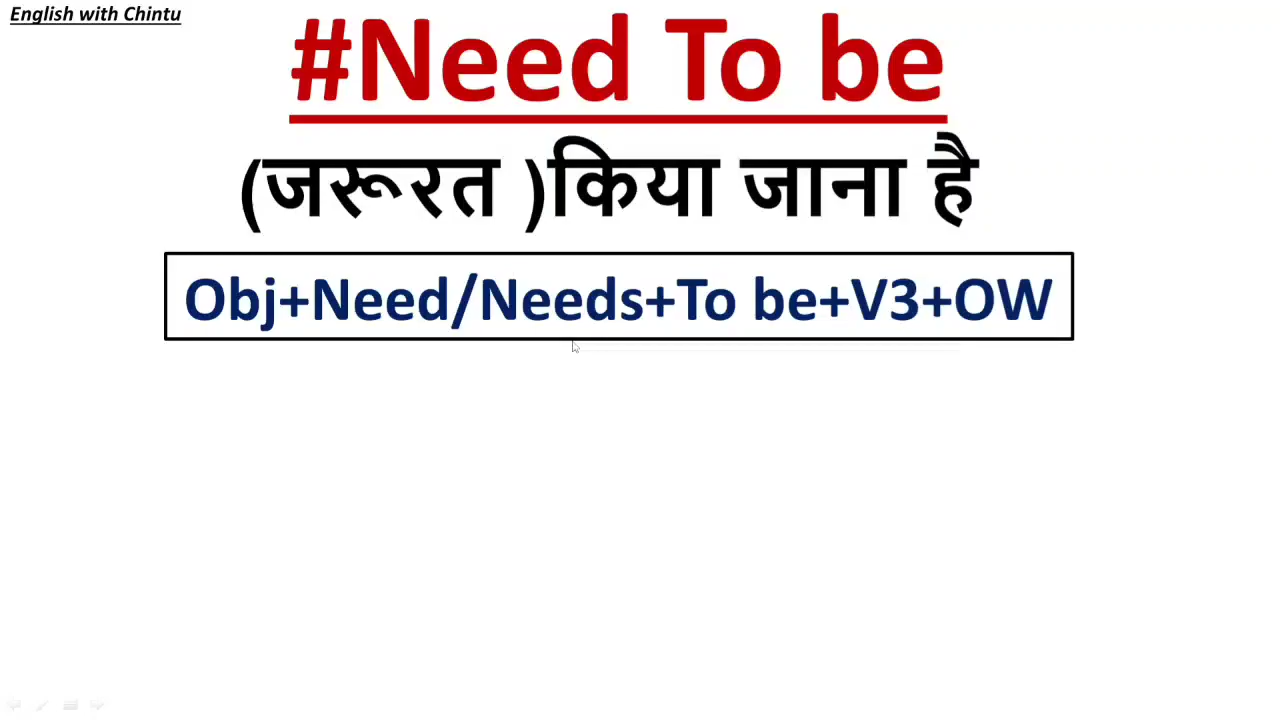 English with Chintu
#Need To be
(जरूरत )किया जाना है
Obj+Need/Needs+To be+V3+OW